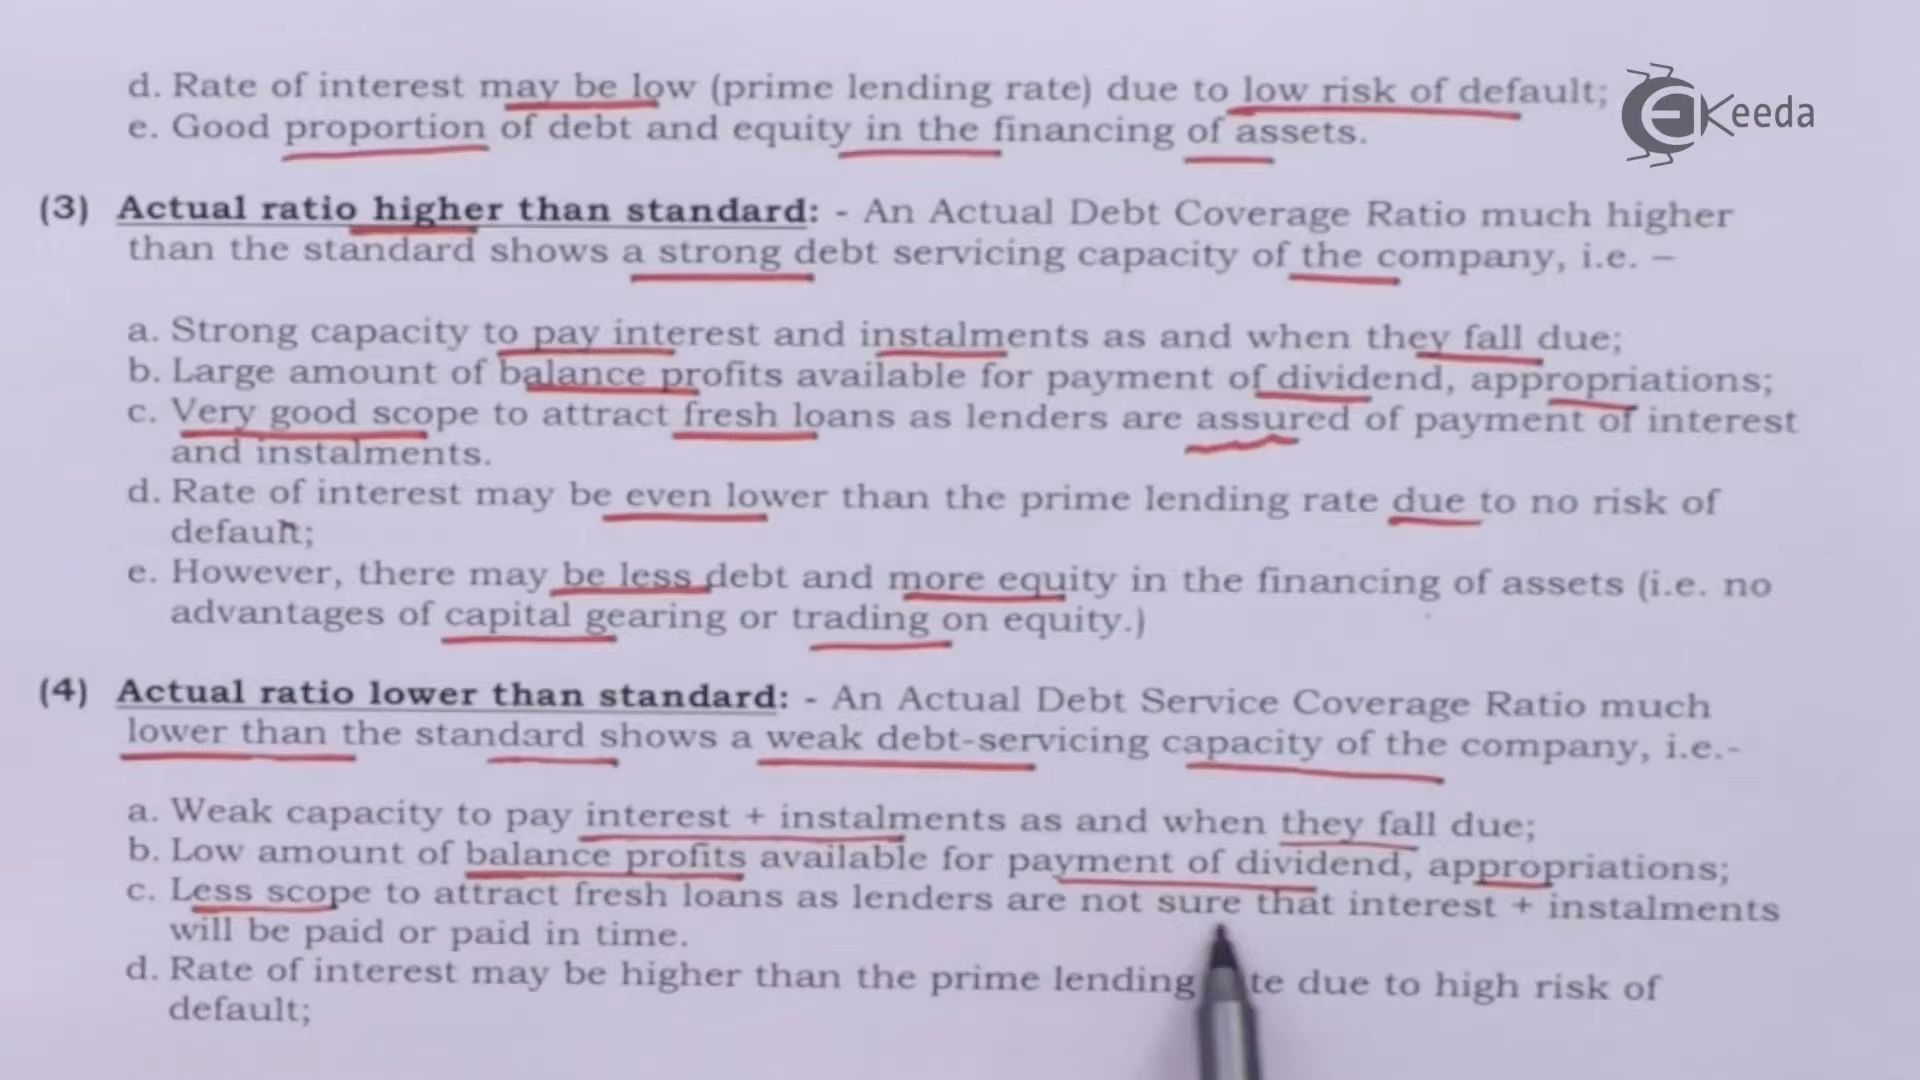 d. Rate of interest may be low (prime lending rate) due to low risk of default;
e. Good proportion of debt and equity in the financing of assets.
Keeda
(3) Actual ratio higher than standard: - An Actual Debt Coverage Ratio much higher
than the standard shows a strong debt servicing capacity of the company, i.e. –
a. Strong capacity to pay interest and instalments as and when they fall due;
b. Large amount of balance profits available for payment of dividend, appropriations;
c. Very good scope to attract fresh loans as lenders are assured of payment of interest
and instalments.
d. Rate of interest may be even lower than the prime lending rate due to no risk of
default;
e. However, there may be less debt and more equity in the financing of assets (i.e. no
advantages of capital gearing or trading on equity.)
(4) Actual ratio lower than standard: - An Actual Debt Service Coverage Ratio much
lower than the standard shows a weak debt-servicing capacity of the company, i.e.-
a. Weak capacity to pay interest + instalments as and when they fall due;
b. Low amount of balance profits available for payment of dividend, appropriations;
c. Less scope to attract fresh loans as lenders are not sure that interest + instalments
will be paid or paid in time.
d. Rate of interest may be higher than the prime lending te due to high risk of
default;